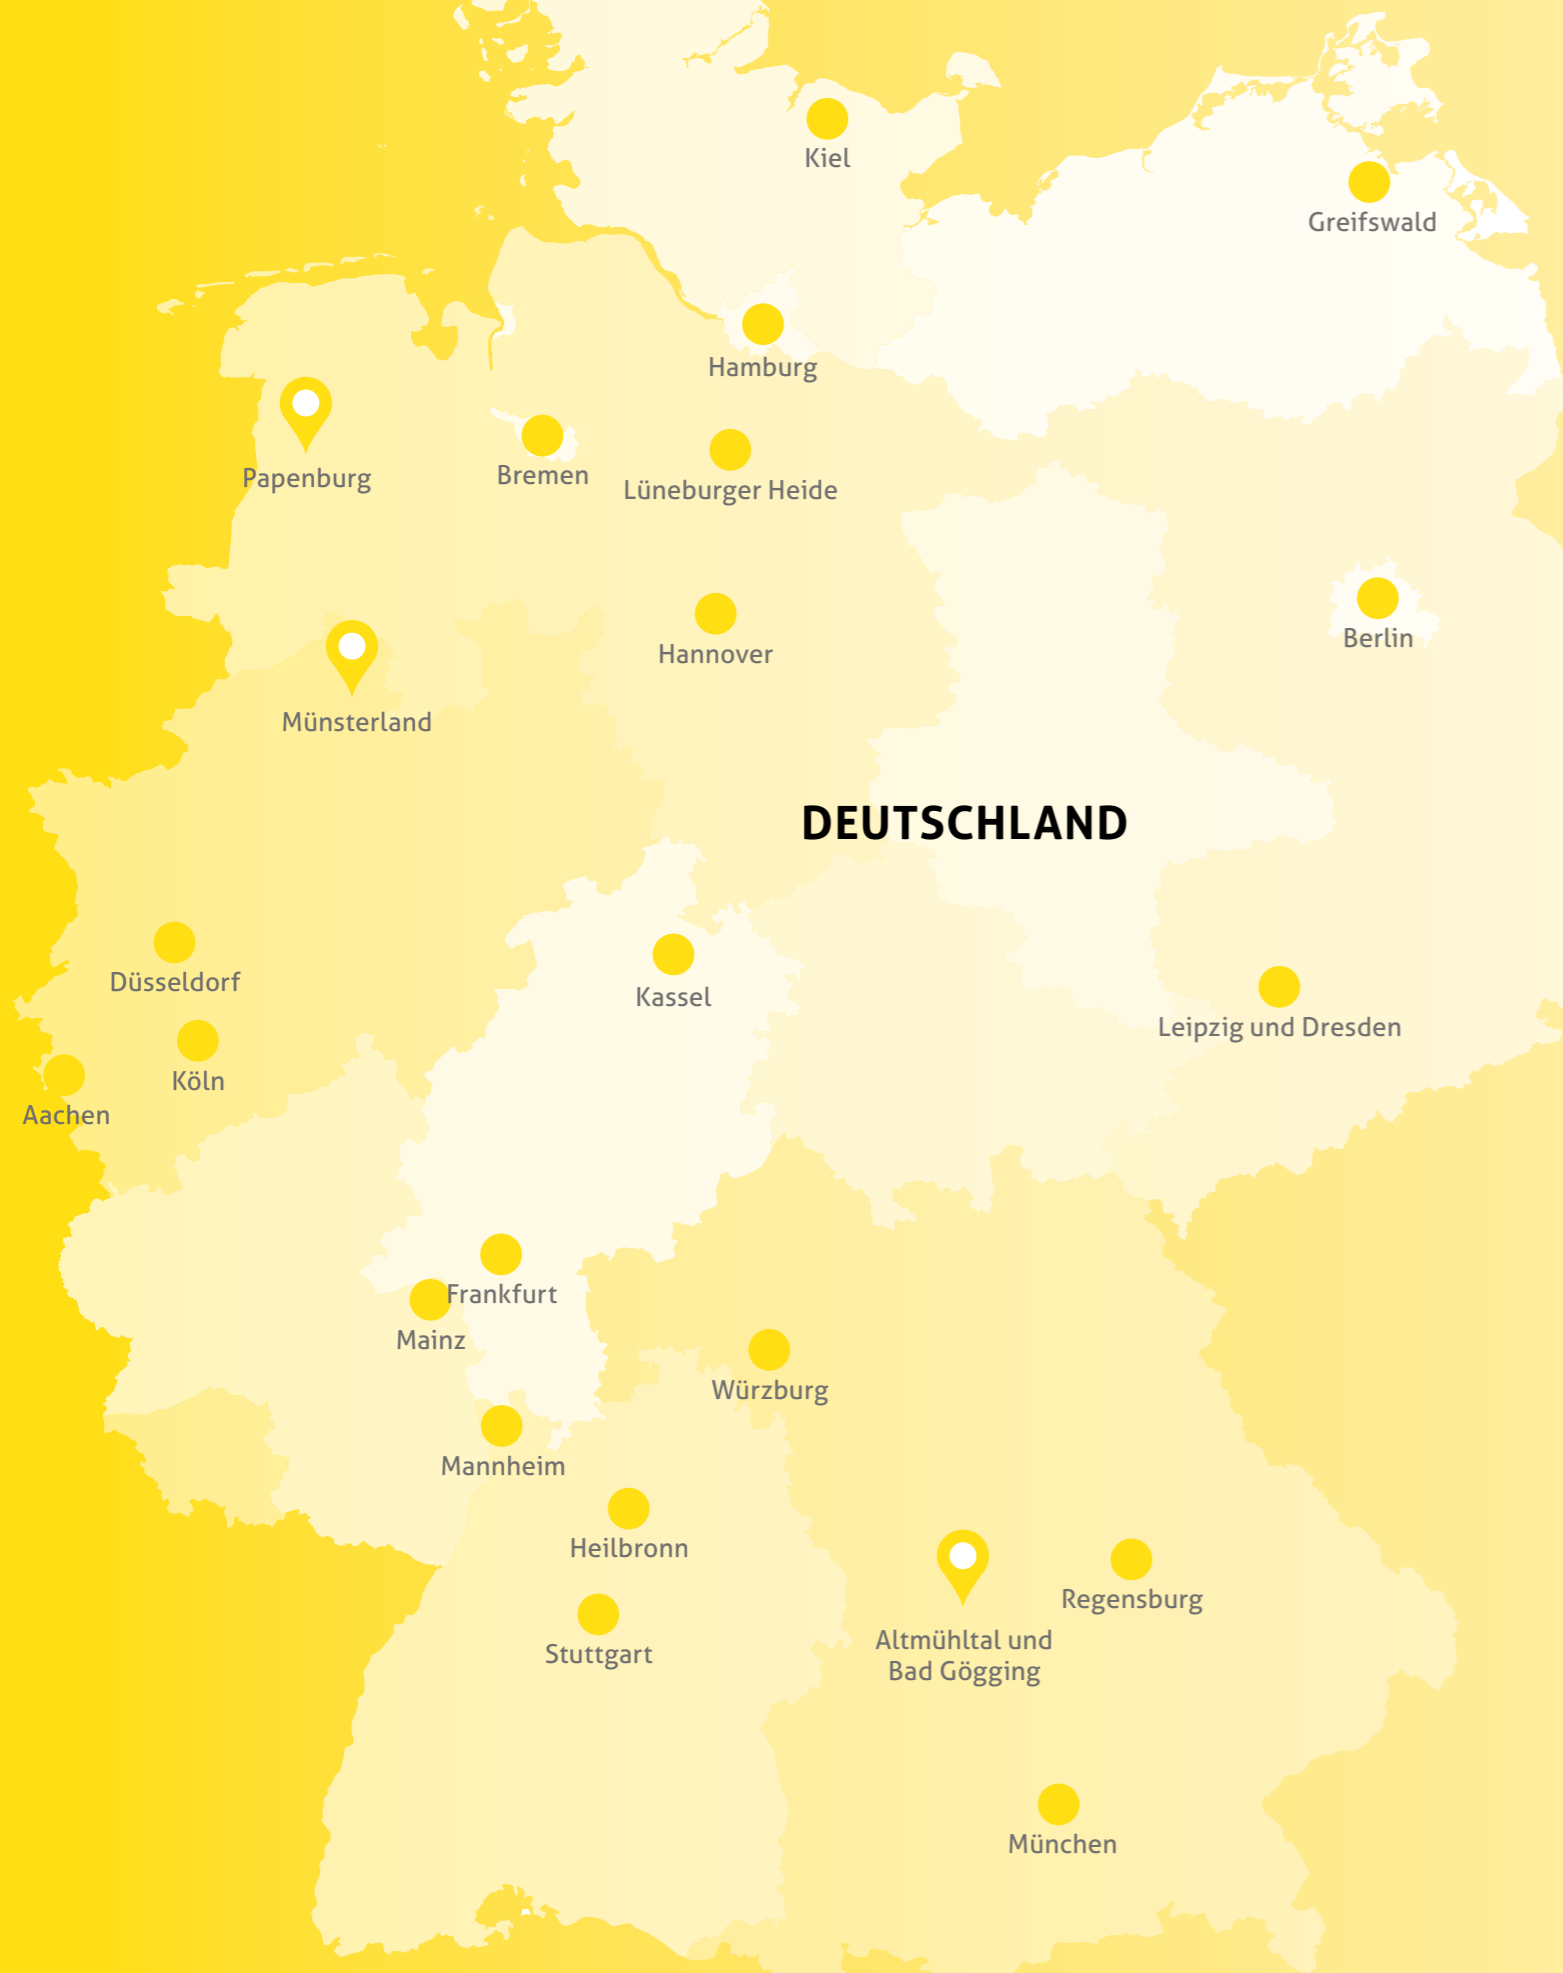 Kiel
Greifswald
Hamburg
Papenburg
Bremen
Lüneburger Heide
Berlin
Hannover
Münsterland
DEUTSCHLAND
Düsseldorf
Kassel
Leipzig und Dresden
Köln
Aachen
Frankfurt
Mainz
Würzburg
Mannheim
Heilbronn
Regensburg
Altmühltal und
Bad Gögging
Stuttgart
München